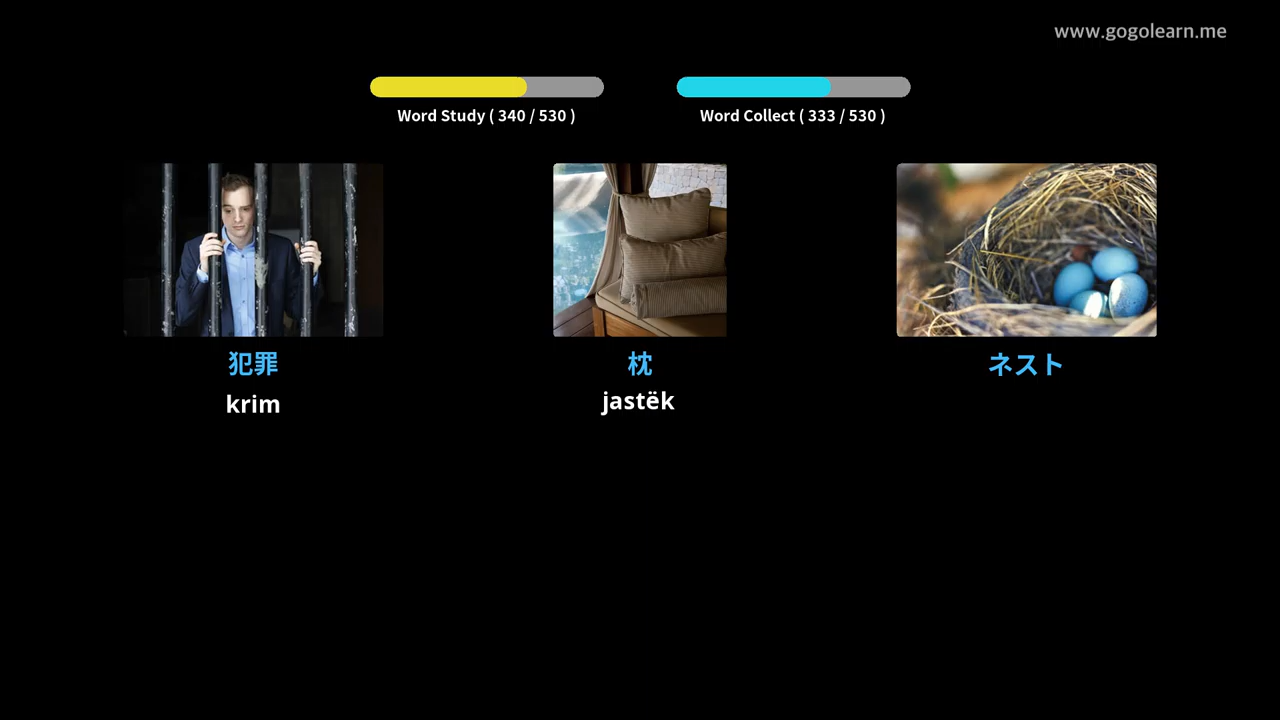 www.gogolearn.me
Word Study ( 340 / 530 )
Word Collect ( 333 / 530 )
犯罪
枕
ネスト
krim
jastëk